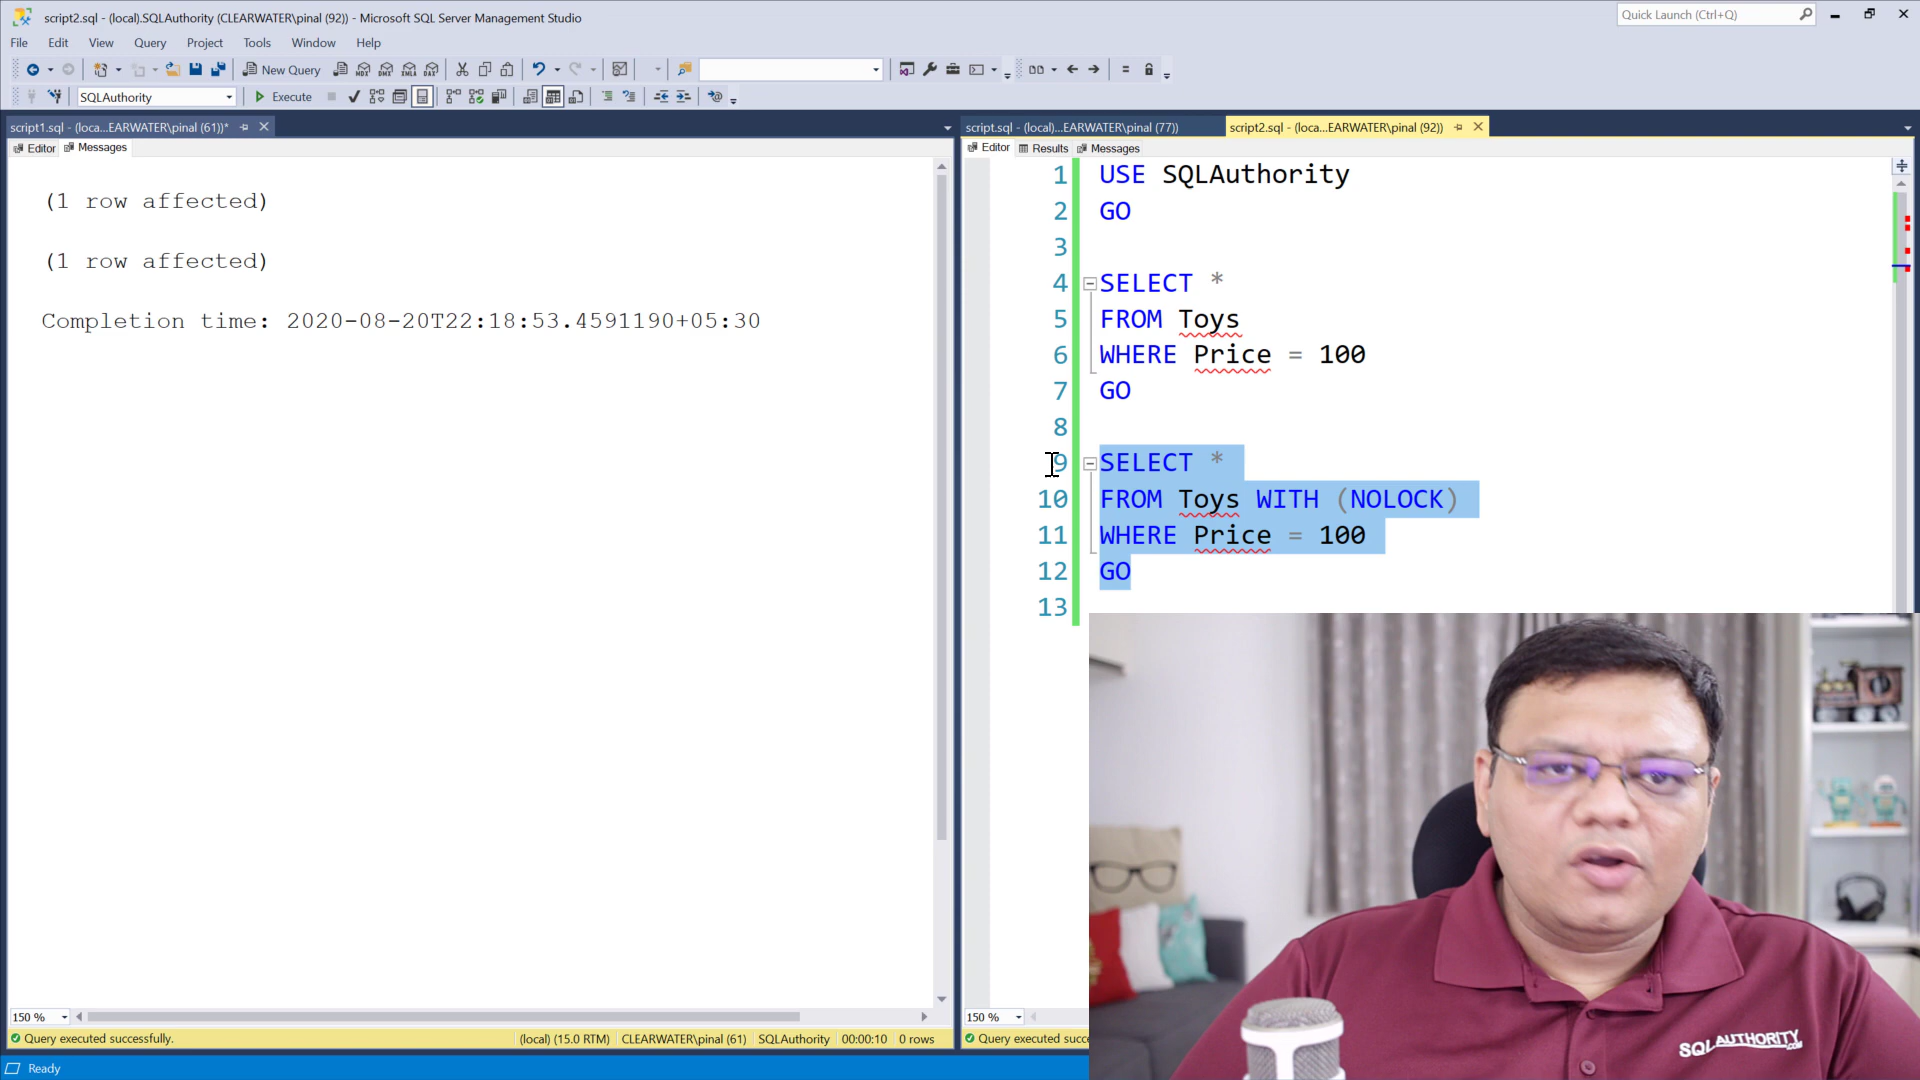 script2.sql - (local).SQLAuthority (CLEARWATER\pinal (92)) - Microsoft SQL Server Management Studio
Quick Launch (Ctrl+Q)
File Edit View Query Project Tools Window Help
New Query MDX DMX XMLA DAX
SQLAuthority Execute
script1.sql - (loca...EARWATER\pinal (61))*
script.sql - (local)...EARWATER\pinal (77))
script2.sql - (loca...EARWATER\pinal (92))
Editor Messages
Editor Results Messages
(1 row affected)
(1 row affected)
Completion time: 2020-08-20T22:18:53.4591190+05:30
1 USE SQLAuthority
2 GO
3
4 SELECT *
5 FROM Toys
6 WHERE Price = 100
7 GO
8
9 SELECT *
10 FROM Toys WITH (NOLOCK)
11 WHERE Price = 100
12 GO
13
SQLAUTHORITY.COM
150 %
150 %
Query executed successfully. (local) (15.0 RTM) CLEARWATER\pinal (61) SQLAuthority 00:00:10 0 rows
Query executed succe
Ready